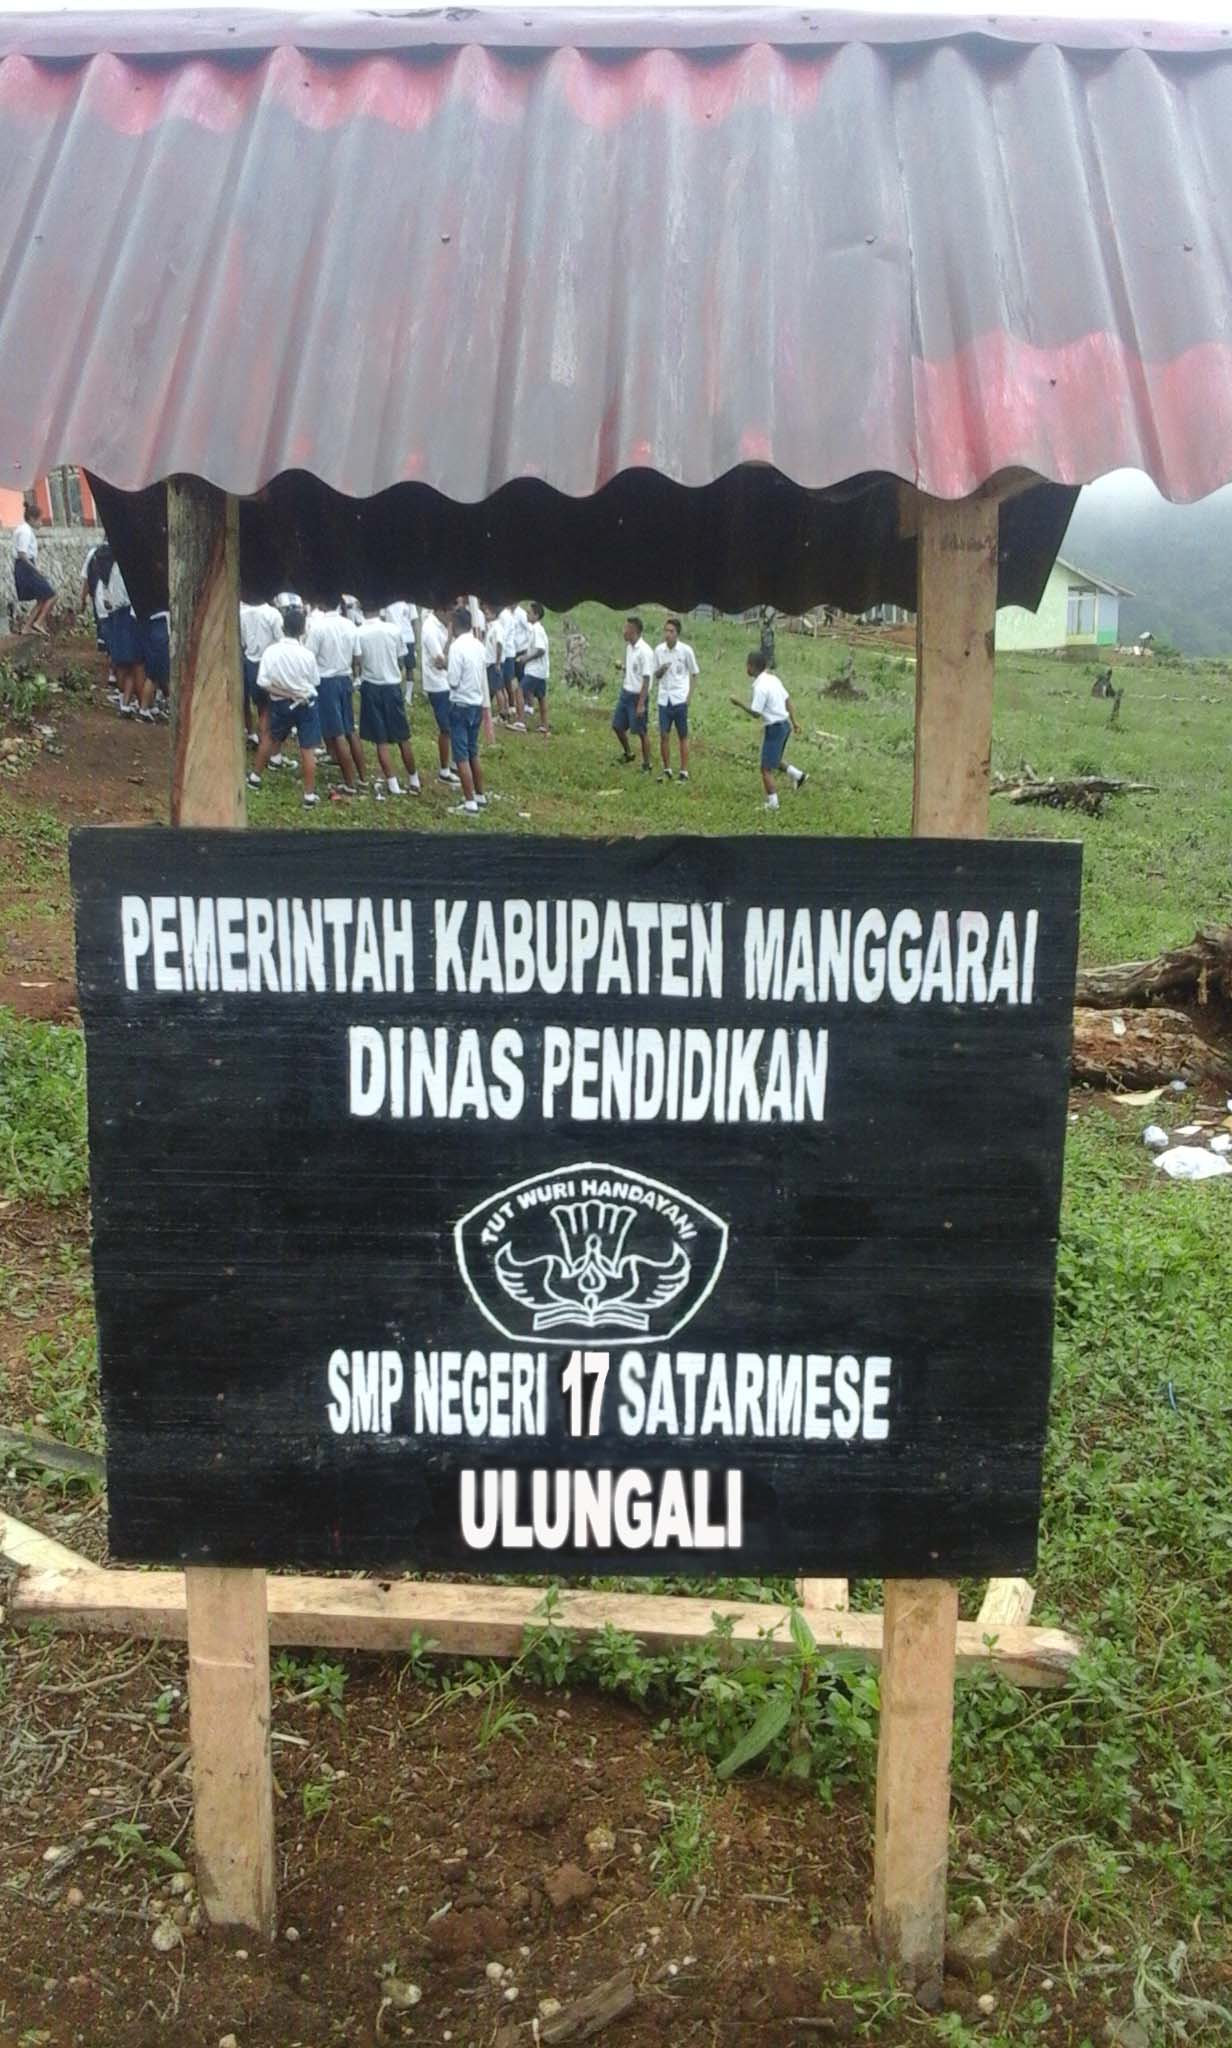 PEMERINTAH KABUPATEN MANGGARAI
DINAS PENDIDIKAN
TUT WURI HANDAYANI
SMP NEGERI 17 SATARMESE
ULUNGALI